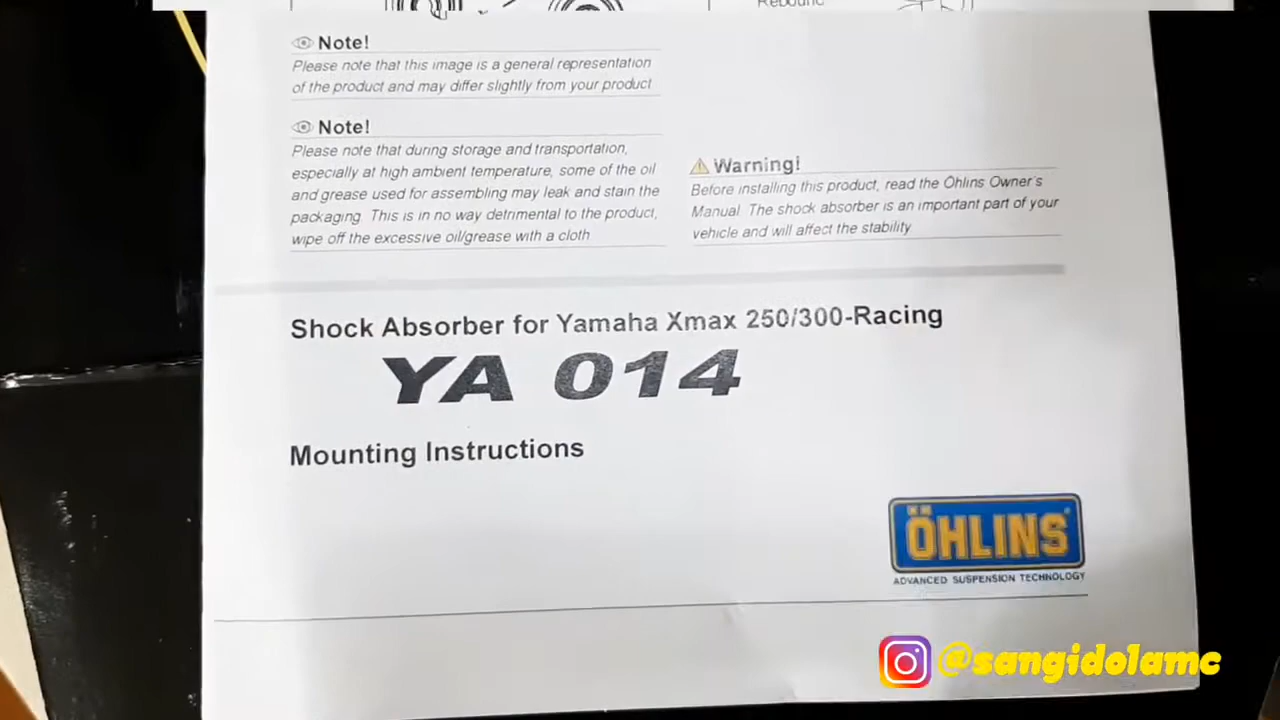 Rebound
Note!
Please note that this image is a general representation
of the product and may differ slightly from your product
Note!
Please note that during storage and transportation,
especially at high ambient temperature, some of the oil
and grease used for assembling may leak and stain the
packaging. This is in no way detrimental to the product,
wipe off the excessive oil/grease with a cloth
Warning!
Before installing this product, read the Öhlins Owner's
Manual. The shock absorber is an important part of your
vehicle and will affect the stability
Shock Absorber for Yamaha Xmax 250/300-Racing
YA 014
Mounting Instructions
ÖHLINS
ADVANCED SUSPENSION TECHNOLOGY
@sangidolamc